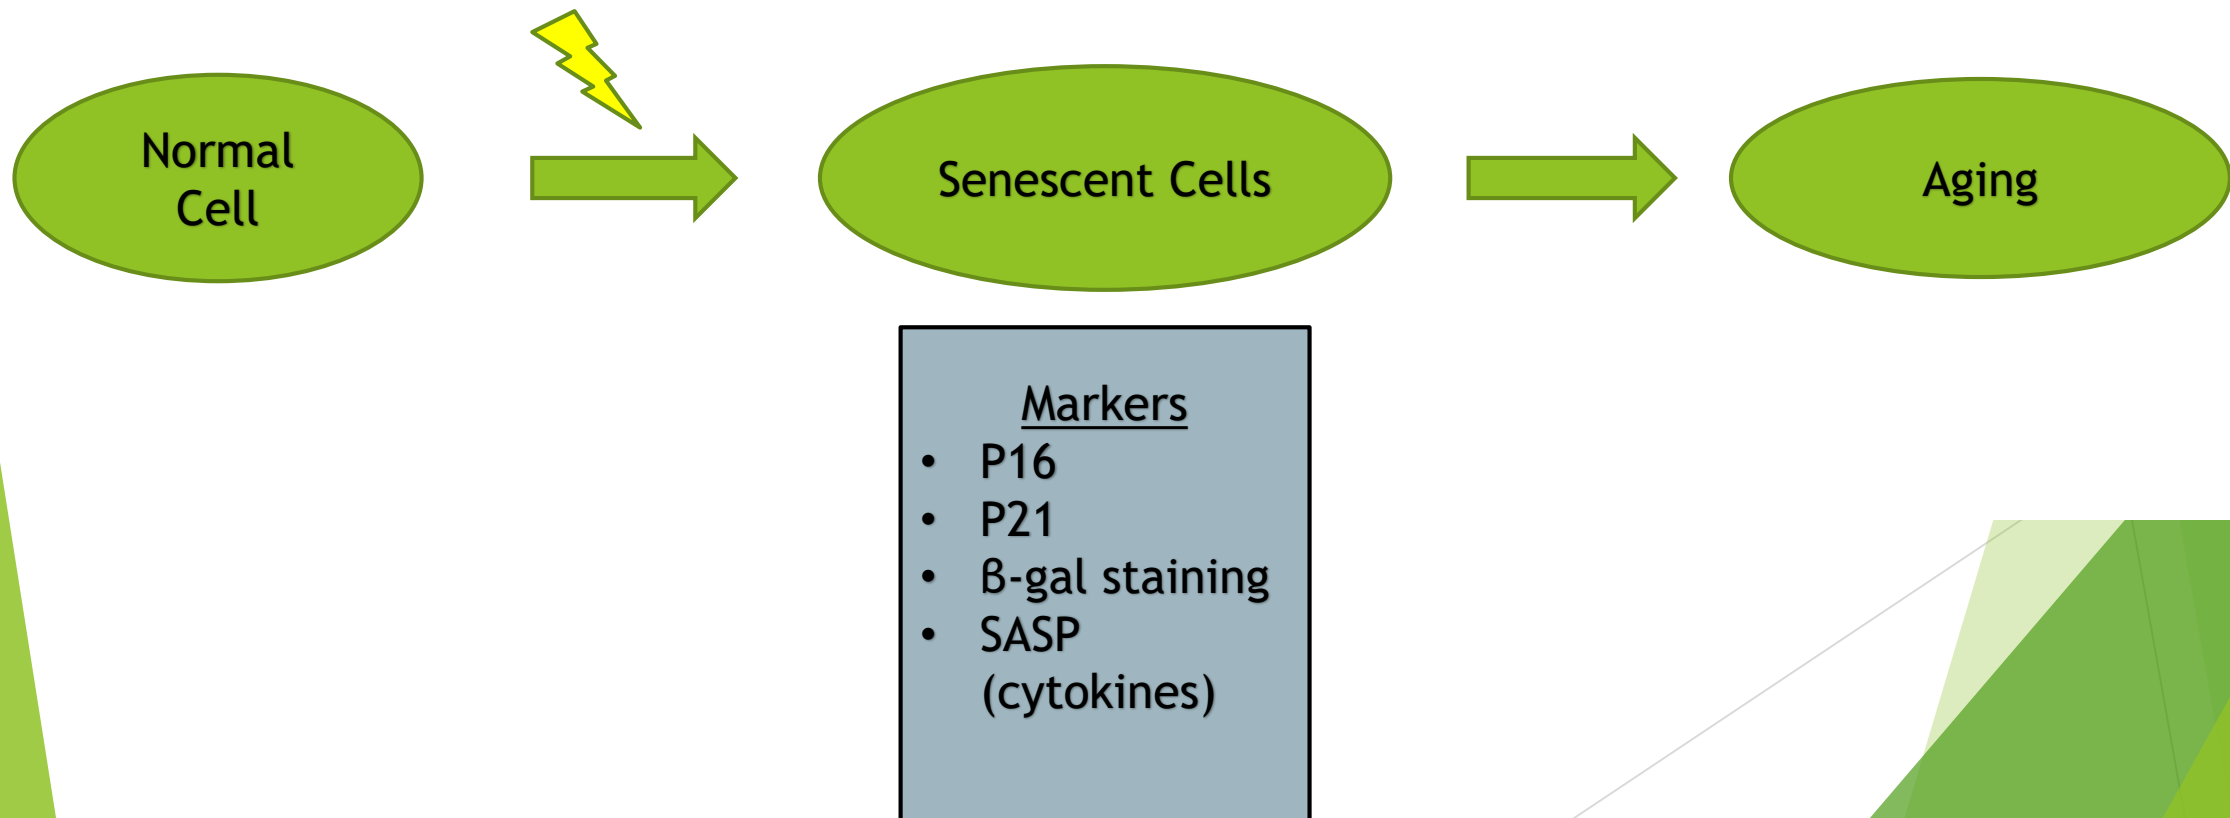 Normal
Cell
Senescent Cells
Aging
Markers
• P16
• P21
• β-gal staining
• SASP
(cytokines)